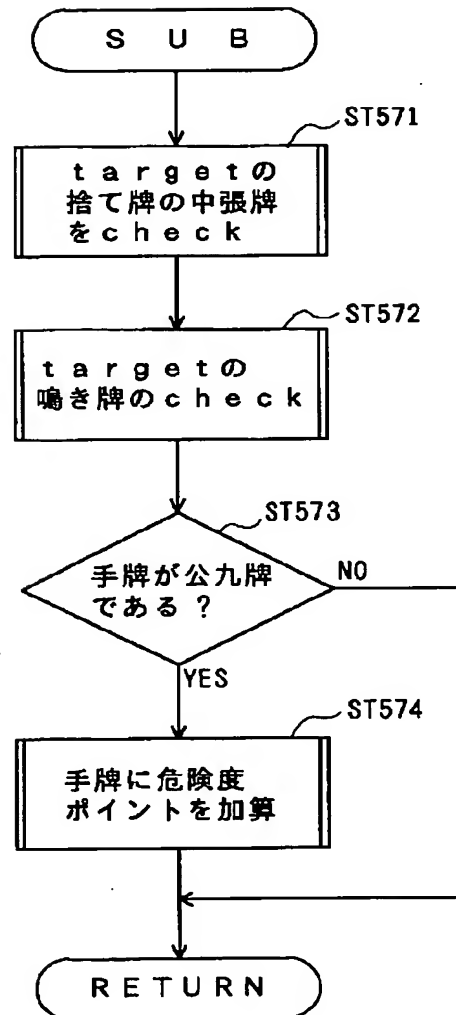 SUB
ST571
targetの
捨て牌の中張牌
をcheck
ST572
targetの
鳴き牌のcheck
ST573
手牌が公九牌
である？
NO
YES
ST574
手牌に危険度
ポイントを加算
RETURN